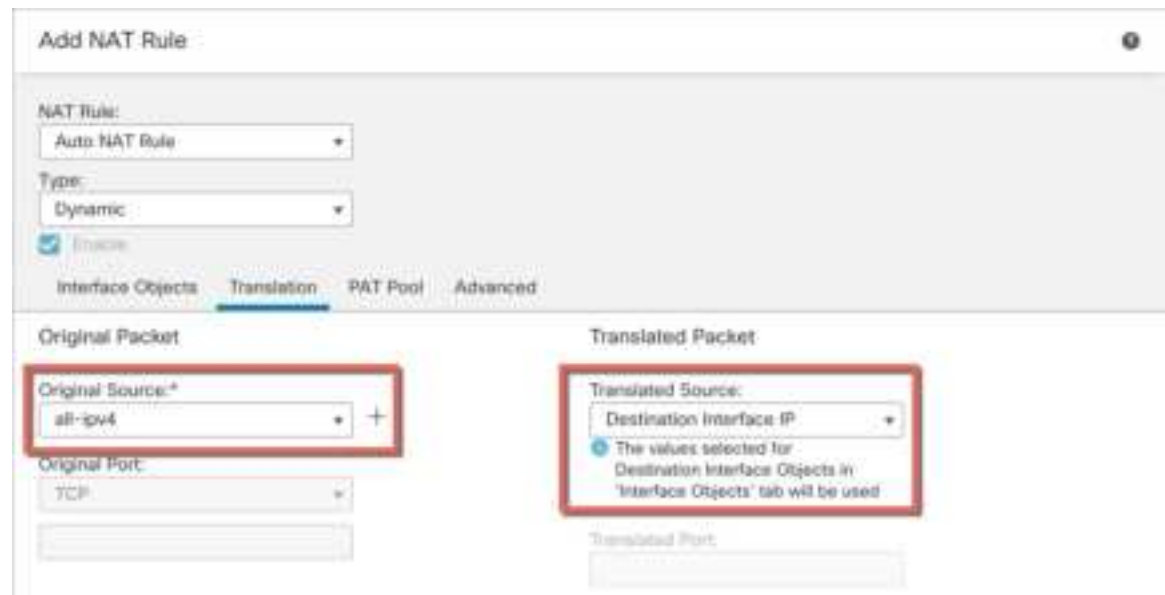 Add NAT Rule
NAT Rule:
Auto NAT Rule
Type:
Dynamic
Enable
Interface Objects Translation PAT Pool Advanced
Original Packet
Translated Packet
Original Source:*
all-ipv4
+
Translated Source:
Destination Interface IP
The values selected for
Destination Interface Objects in
'Interface Objects' tab will be used
Original Port:
TCP
Translated Port: